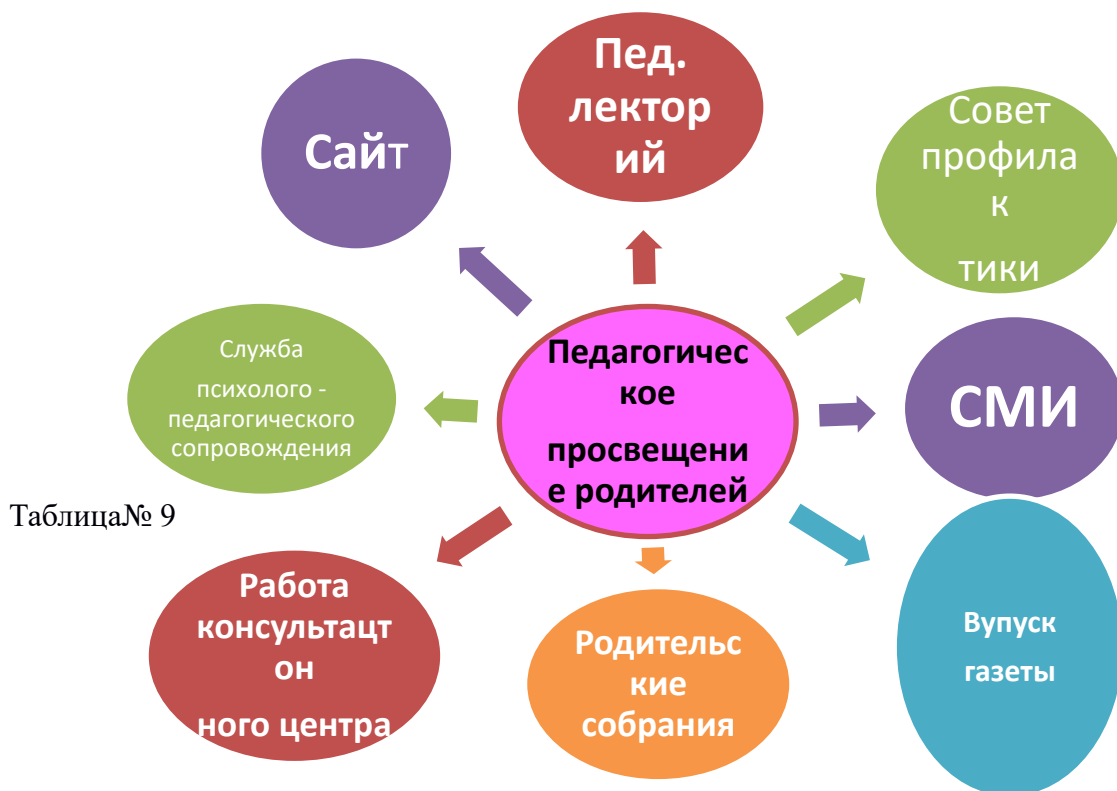 Пед.
лектор
ий
Сайт
Совет
профила
к
тики
Служба
психолого -
педагогического
сопровождения
Педагогичес
кое
просвещени
е родителей
СМИ
Таблица№ 9
Работа
консультацт
он
ного центра
Родительс
кие
собрания
Вупуск
газеты